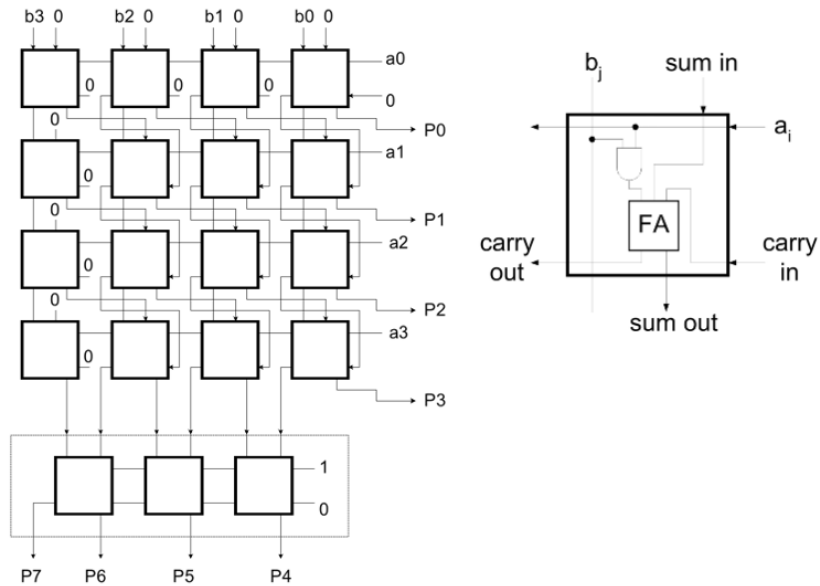 b3 0 b2 0 b1 0 b0 0
a0
0 0 0 0
P0
0
a1
0
P1
0
a2
0
P2
0
a3
0
P3
1
0
P7 P6 P5 P4
b_j sum in
a_i
FA
carry out
carry in
sum out